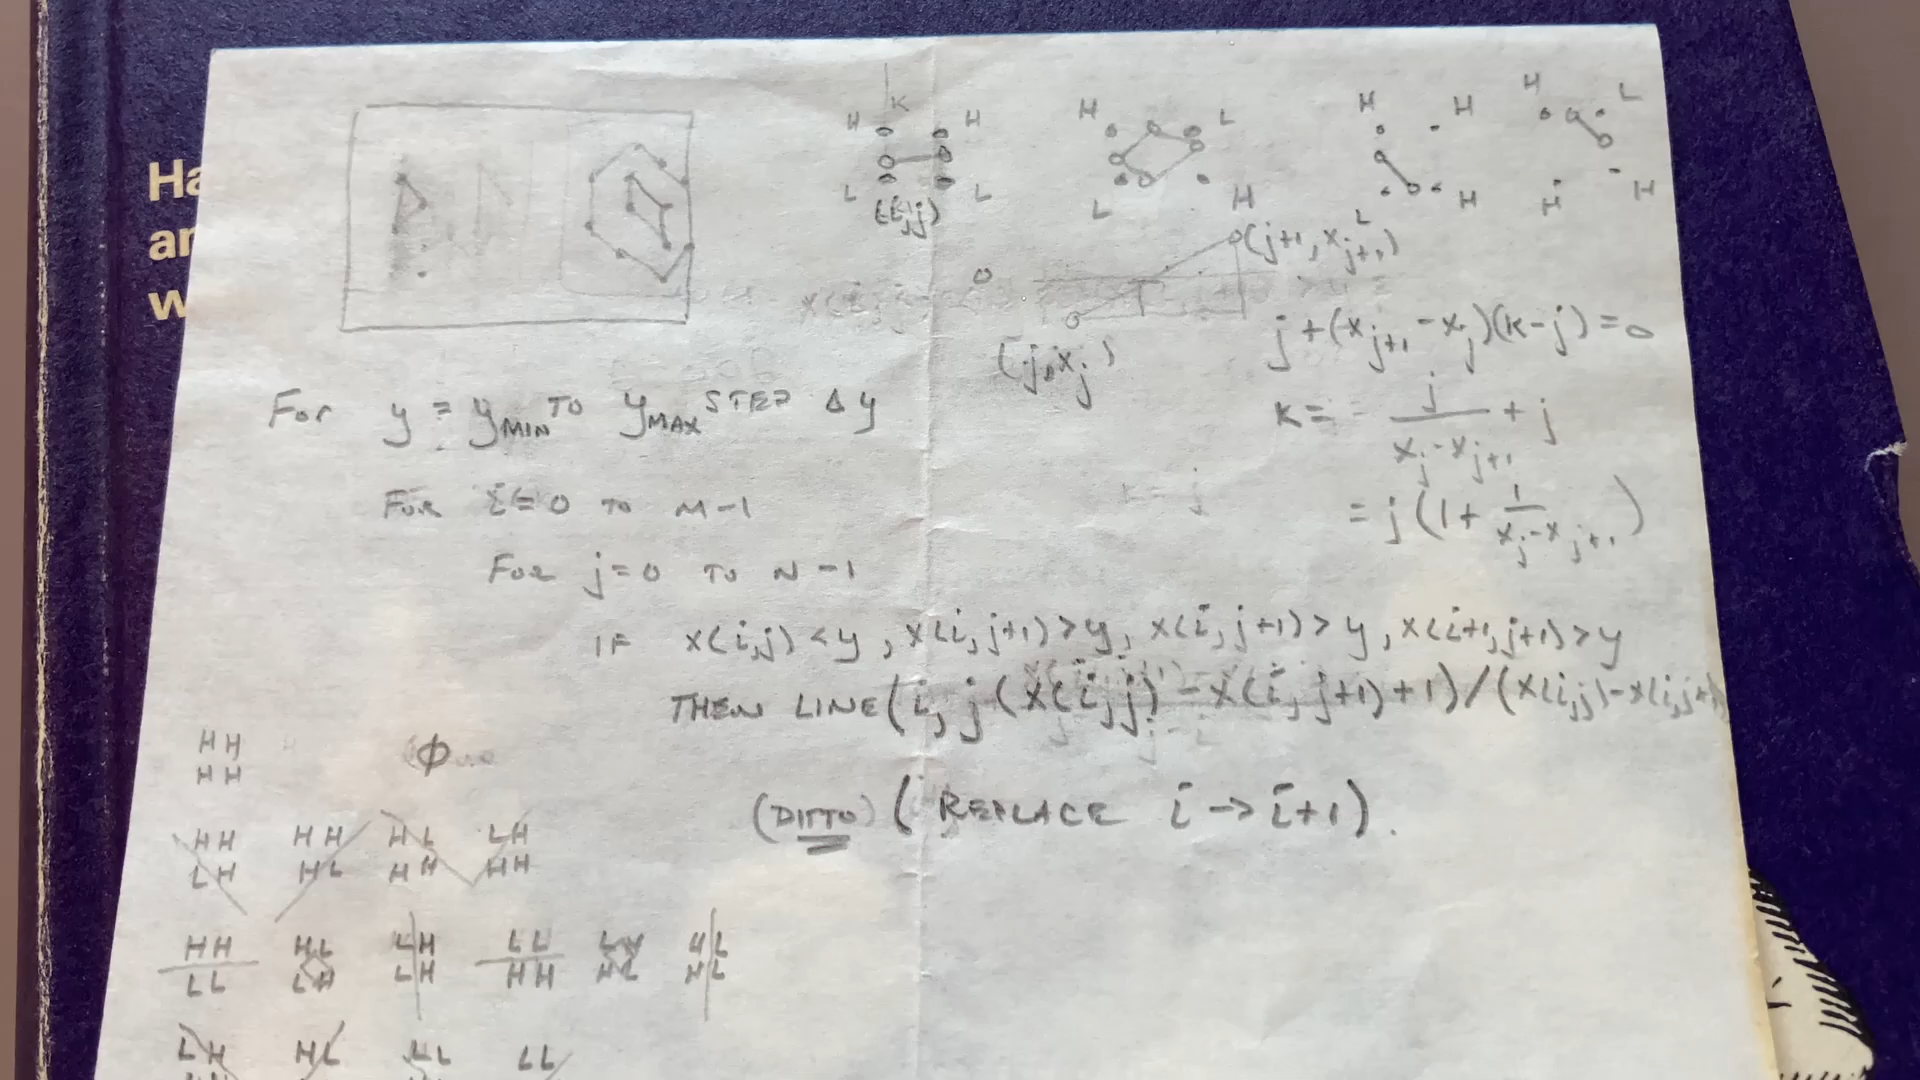 Ha
ar
w
K
H H
L L
(i,j)
H L
L H
H H
L H
H L
H H
0
(j+1, x_{j+1})
(j, x_j)
j+(x_{j+1}-x_j)(k-j)=0
K = - j/(x_j-x_{j+1}) + j
= j(1+ 1/(x_j-x_{j+1}))
FOR y = y_MIN TO y_MAX STEP Δy
FOR i=0 TO M-1
FOR j=0 TO N-1
IF x(i,j)<y, x(i,j+1)>y, x(i,j+1)>y, x(i+1,j+1)>y
THEN LINE(i, j(x(i,j)-x(i,j+1)+1)/(x(i,j)-x(i,j+1)
(DITTO) (REPLACE i→i+1).
HH φ
HH
HH HH HL LH
LH HL HH HH
HH HL LH LL LH HL
LL LH LH HH HL HL
LH HL LL LL